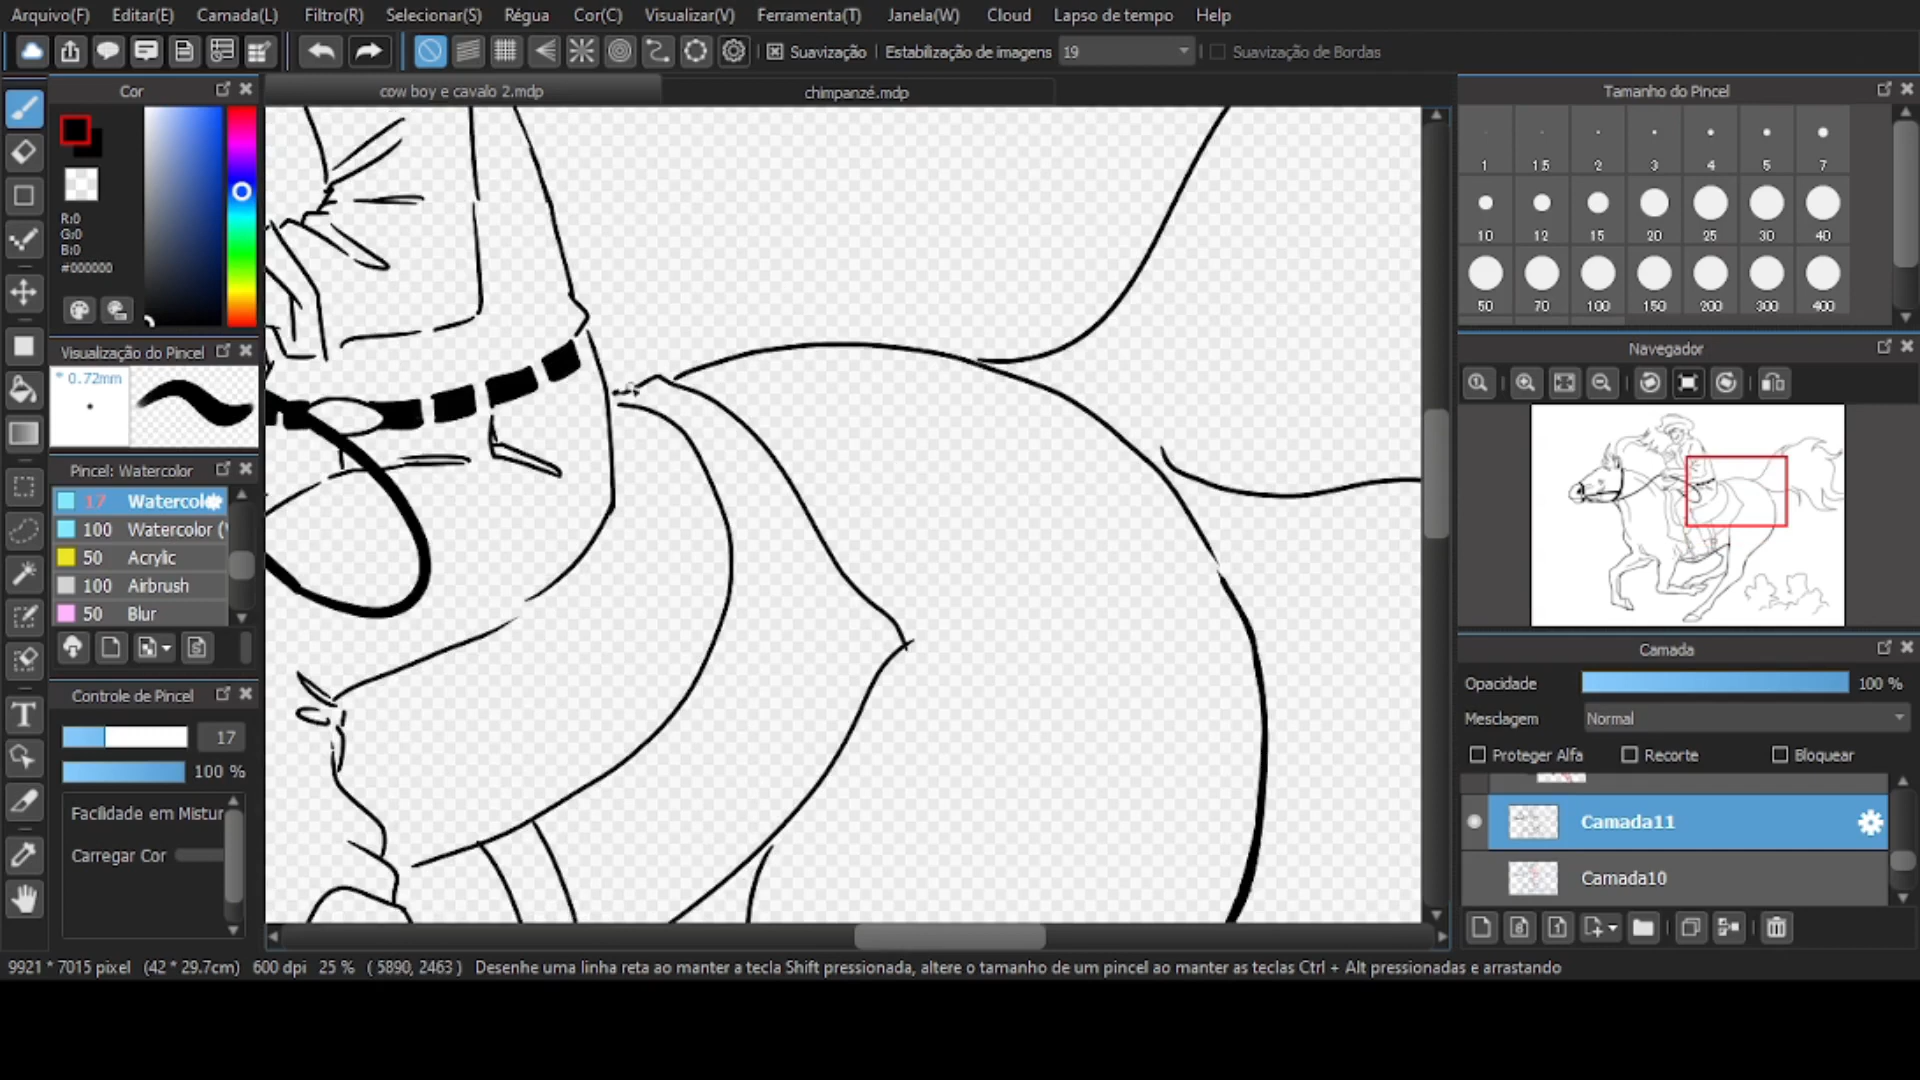 Arquivo(F) Editar(E) Camada(L) Filtro(R) Selecionar(S) Régua Cor(C) Visualizar(V) Ferramenta(T) Janela(W) Cloud Lapso de tempo Help
Suavização Estabilização de imagens 19 Suavização de Bordas
Cor
cow boy e cavalo 2.mdp
chimpanzé.mdp
Tamanho do Pincel
R:0
G:0
B:0
#000000
1 1.5 2 3 4 5 7
10 12 15 20 25 30 40
50 70 100 150 200 300 400
Visualização do Pincel
* 0.72mm
Navegador
Pincel: Watercolor
17 Watercolor
100 Watercolor (
50 Acrylic
100 Airbrush
50 Blur
Controle de Pincel
17
100 %
Facilidade em Mistur
Carregar Cor
Camada
Opacidade 100 %
Mesclagem Normal
Proteger Alfa Recorte Bloquear
Camada11
Camada10
9921 * 7015 pixel (42 * 29.7cm) 600 dpi 25 % ( 5890, 2463 ) Desenhe uma linha reta ao manter a tecla Shift pressionada, altere o tamanho de um pincel ao manter as teclas Ctrl + Alt pressionadas e arrastando